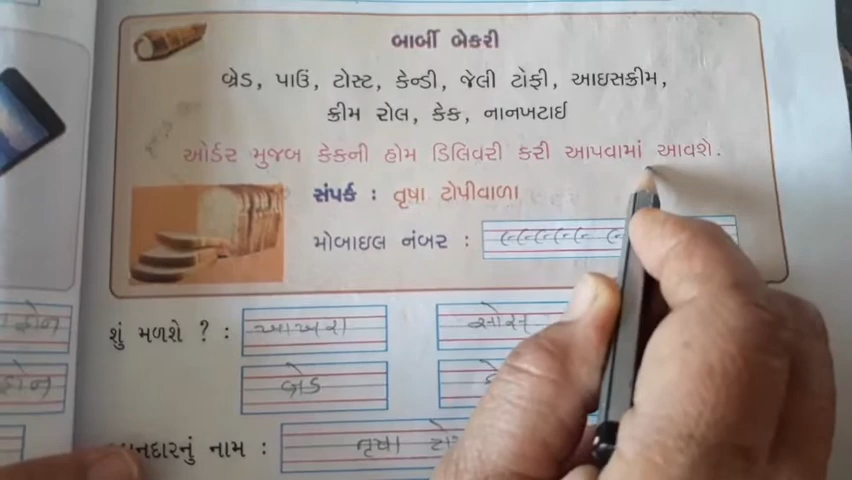 બાર્બી બેકરી
બ્રેડ, પાઉં, ટોસ્ટ, કેન્ડી, જેલી ટોફી, આઇસક્રીમ,
ક્રીમ રોલ, કેક, નાનખટાઈ
ઓર્ડર મુજબ કેકની હોમ ડિલિવરી કરી આપવામાં આવશે.
સંપર્ક : તૃષા ટોપીવાળા
મોબાઇલ નંબર :
શું મળશે ? :
બ્રેડ
નામ : તૃષા